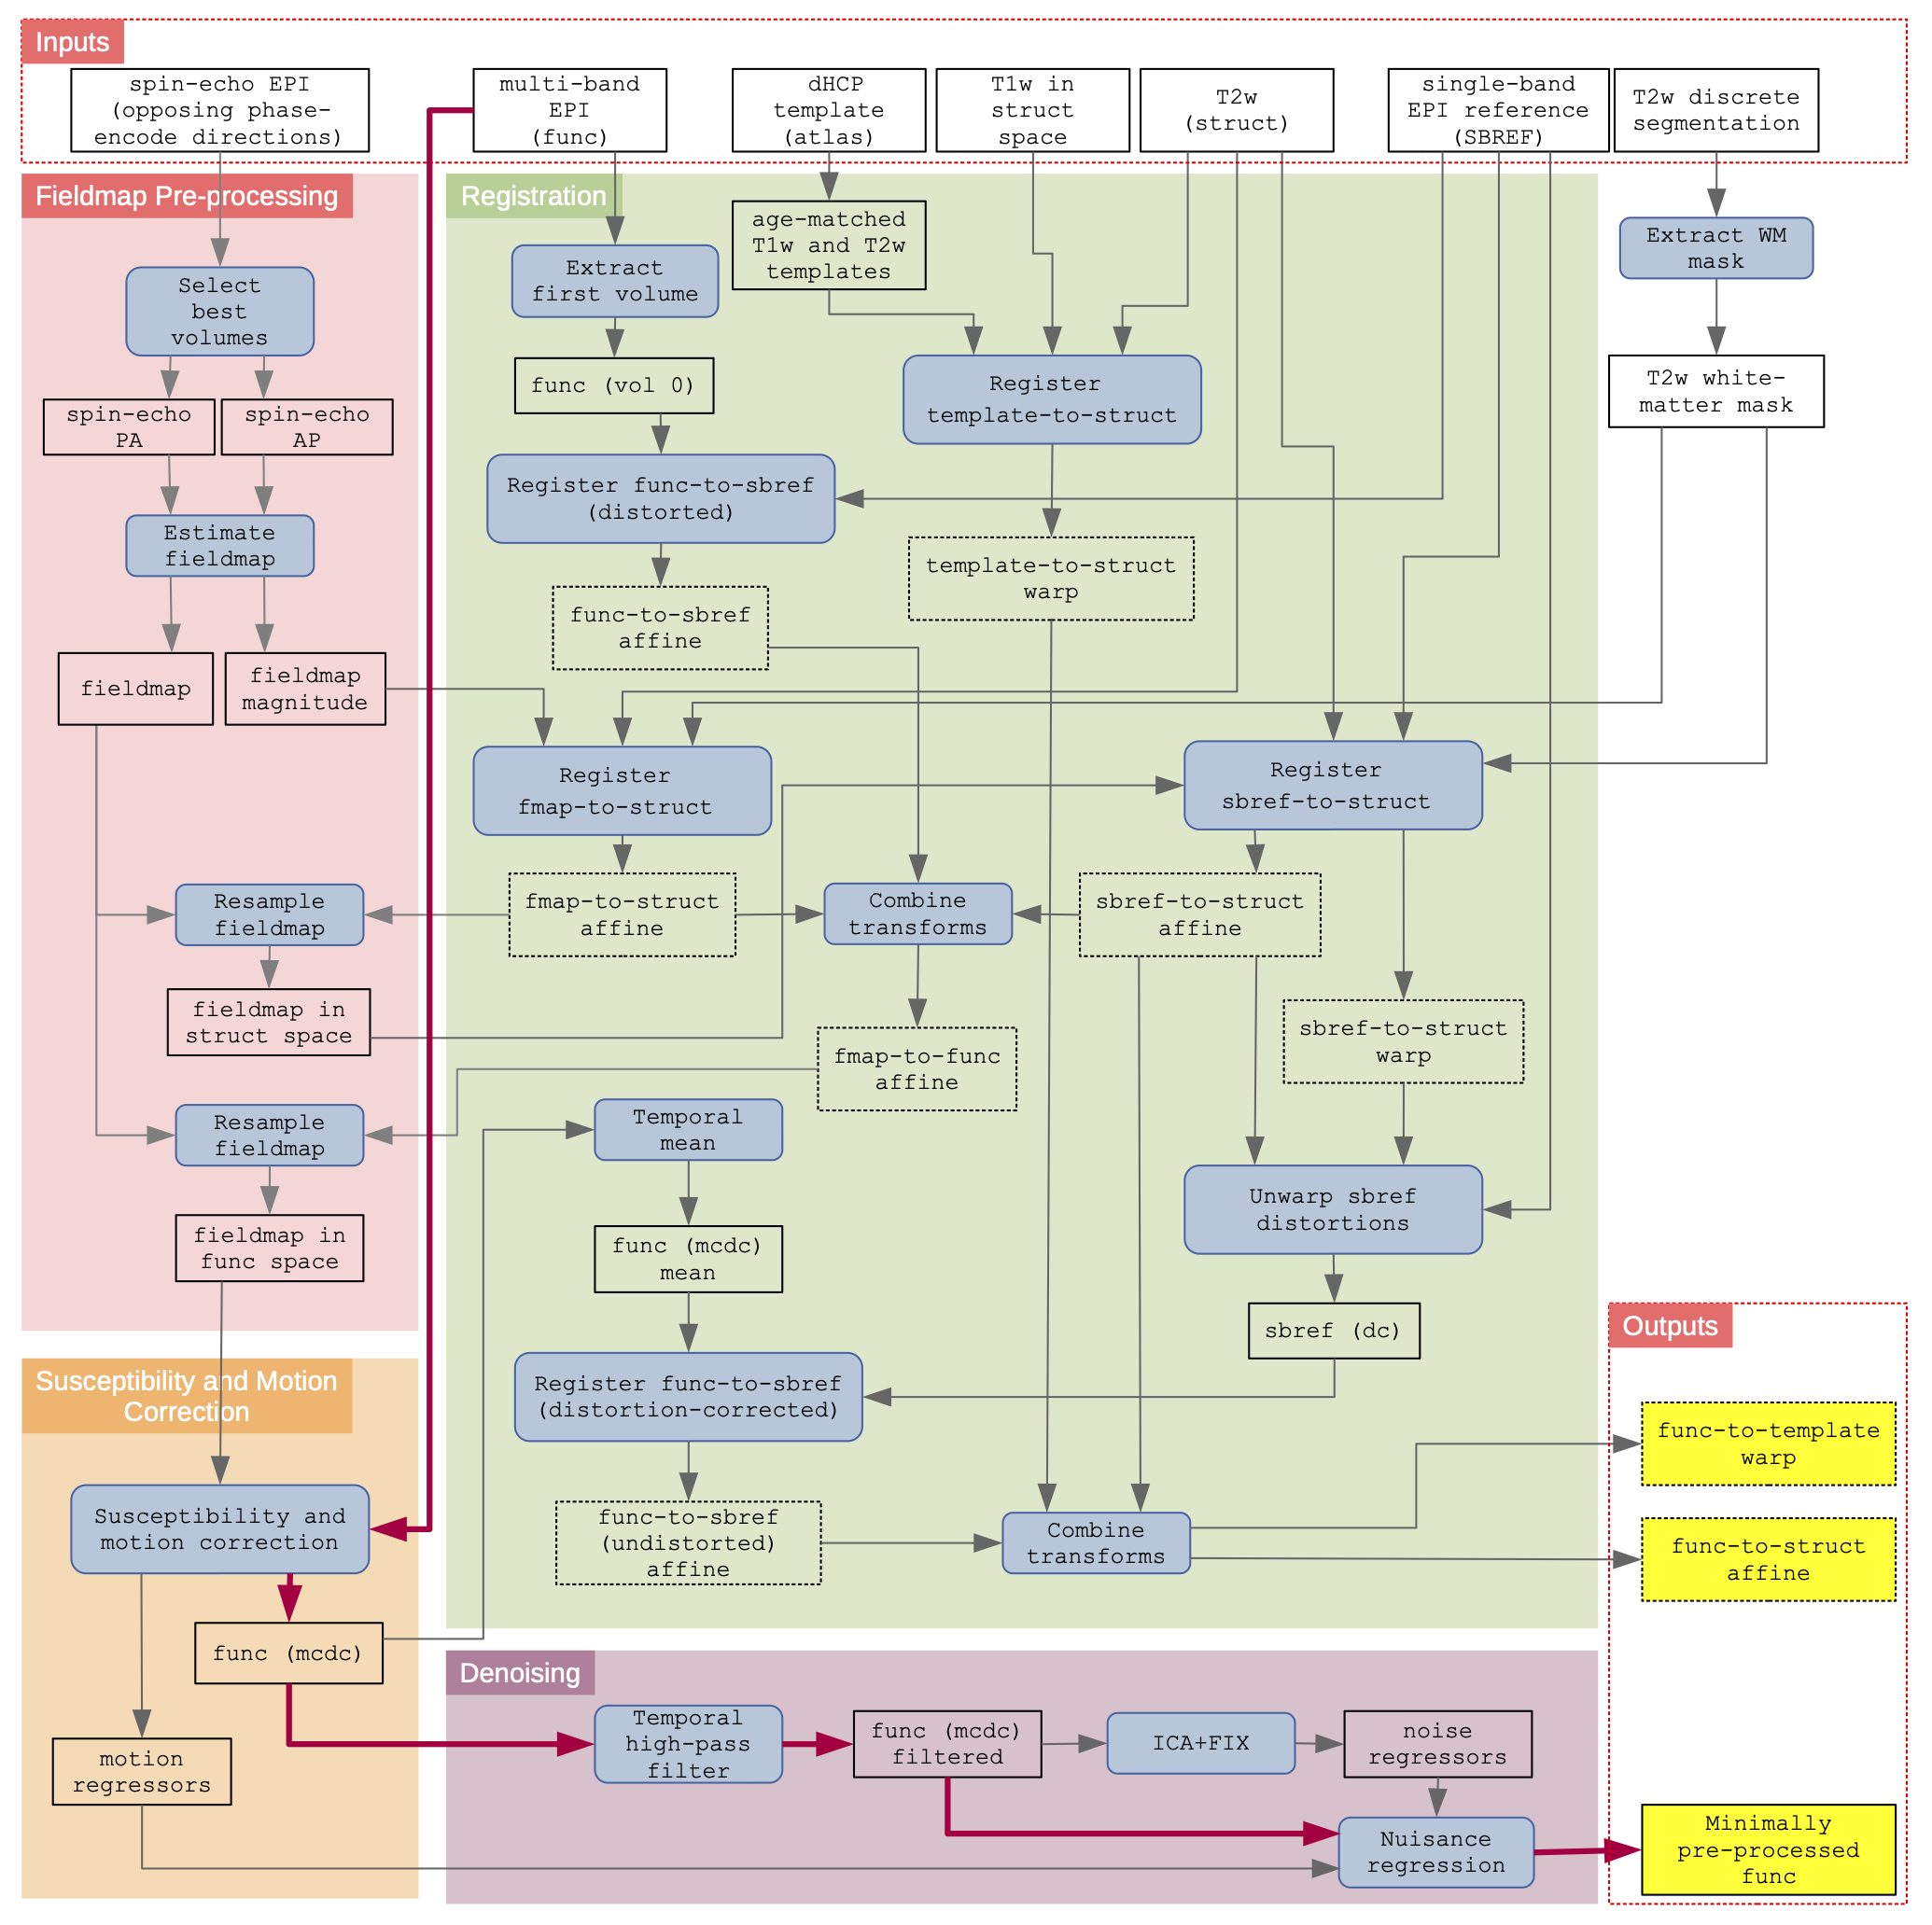 Inputs
spin-echo EPI
(opposing phase-
encode directions)
multi-band
EPI
(func)
dHCP
template
(atlas)
T1w in
struct
space
T2w
(struct)
single-band
EPI reference
(SBREF)
T2w discrete
segmentation
Fieldmap Pre-processing
Select
best
volumes
spin-echo
PA
spin-echo
AP
Estimate
fieldmap
fieldmap
fieldmap
magnitude
Resample
fieldmap
fieldmap in
struct space
Resample
fieldmap
fieldmap in
func space
Registration
Extract
first volume
age-matched
T1w and T2w
templates
Extract WM
mask
func (vol 0)
Register
template-to-struct
T2w white-
matter mask
Register func-to-sbref
(distorted)
template-to-struct
warp
func-to-sbref
affine
Register
fmap-to-struct
Register
sbref-to-struct
fmap-to-struct
affine
Combine
transforms
sbref-to-struct
affine
sbref-to-struct
warp
fmap-to-func
affine
Temporal
mean
Unwarp sbref
distortions
func (mcdc)
mean
sbref (dc)
Register func-to-sbref
(distortion-corrected)
func-to-sbref
(undistorted)
affine
Combine
transforms
Susceptibility and Motion
Correction
Susceptibility and
motion correction
func (mcdc)
motion
regressors
Denoising
Temporal
high-pass
filter
func (mcdc)
filtered
ICA+FIX
noise
regressors
Nuisance
regression
Outputs
func-to-template
warp
func-to-struct
affine
Minimally
pre-processed
func